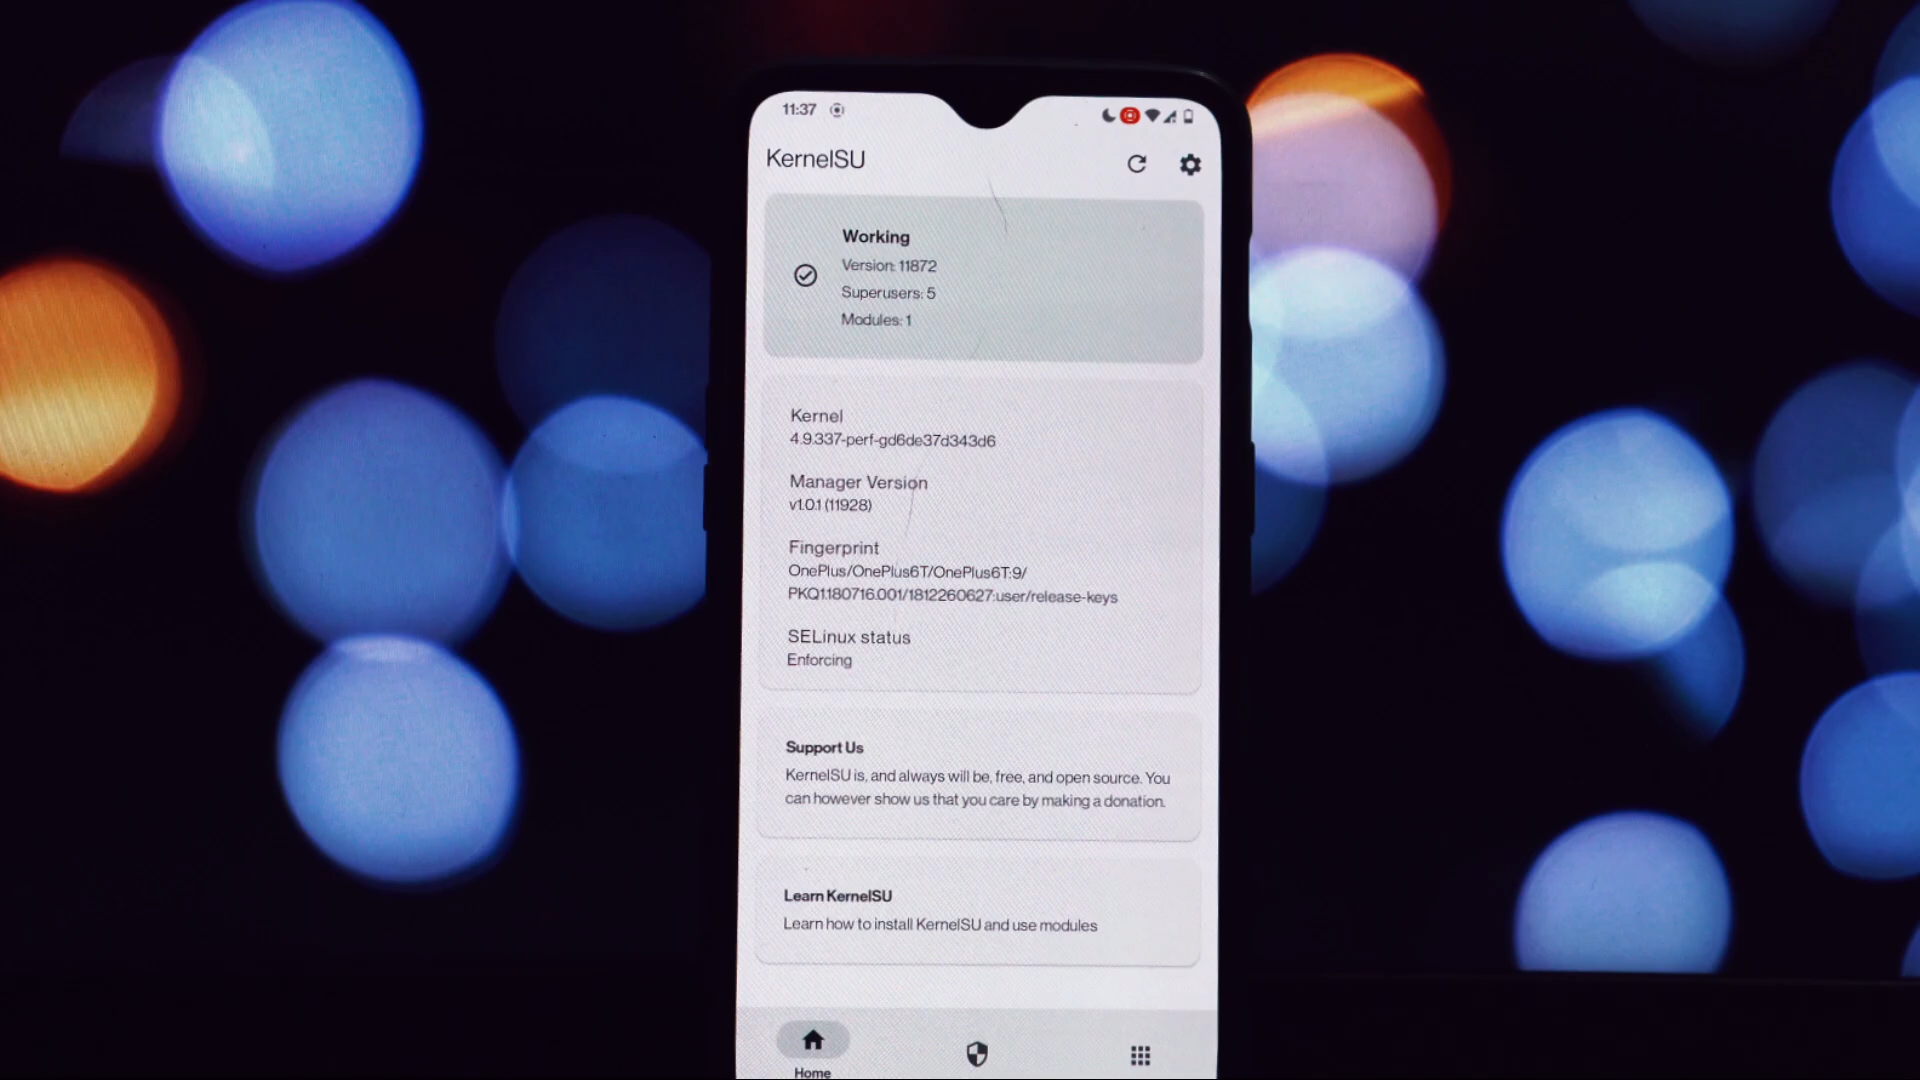 11:37
KernelSU
Working
Version: 11872
Superusers: 5
Modules: 1
Kernel
4.9.337-perf-gd6de37d343d6
Manager Version
v1.0.1 (11928)
Fingerprint
OnePlus/OnePlus6T/OnePlus6T:9/
PKQ1.180716.001/1812260627:user/release-keys
SELinux status
Enforcing
Support Us
KernelSU is, and always will be, free, and open source. You
can however show us that you care by making a donation.
Learn KernelSU
Learn how to install KernelSU and use modules
Home